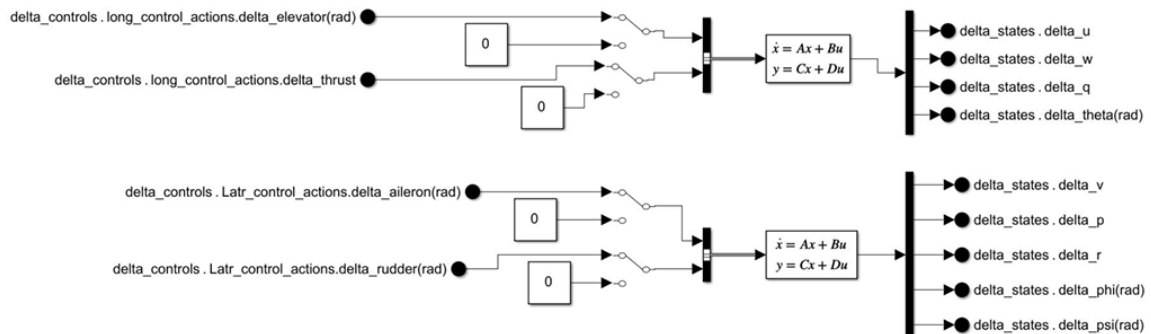 delta_controls . long_control_actions.delta_elevator(rad)
0
delta_controls . long_control_actions.delta_thrust
0
ẋ = Ax + Bu
y = Cx + Du
delta_states . delta_u
delta_states . delta_w
delta_states . delta_q
delta_states . delta_theta(rad)
delta_controls . Latr_control_actions.delta_aileron(rad)
0
delta_controls . Latr_control_actions.delta_rudder(rad)
0
ẋ = Ax + Bu
y = Cx + Du
delta_states . delta_v
delta_states . delta_p
delta_states . delta_r
delta_states . delta_phi(rad)
delta_states . delta_psi(rad)